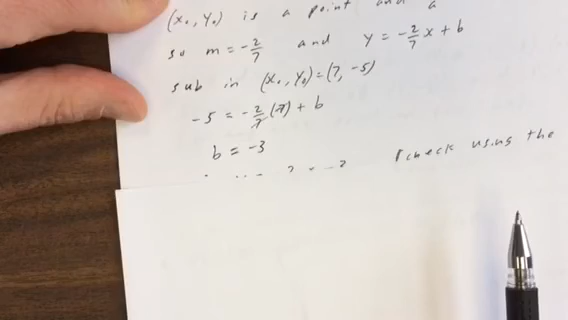 (x₀, y₀) is a point and a
so m = -2/7 and y = -2/7 x + b
sub in (x₀, y₀) = (7, -5)
-5 = -2/7 (7) + b
b = -3
[check using the